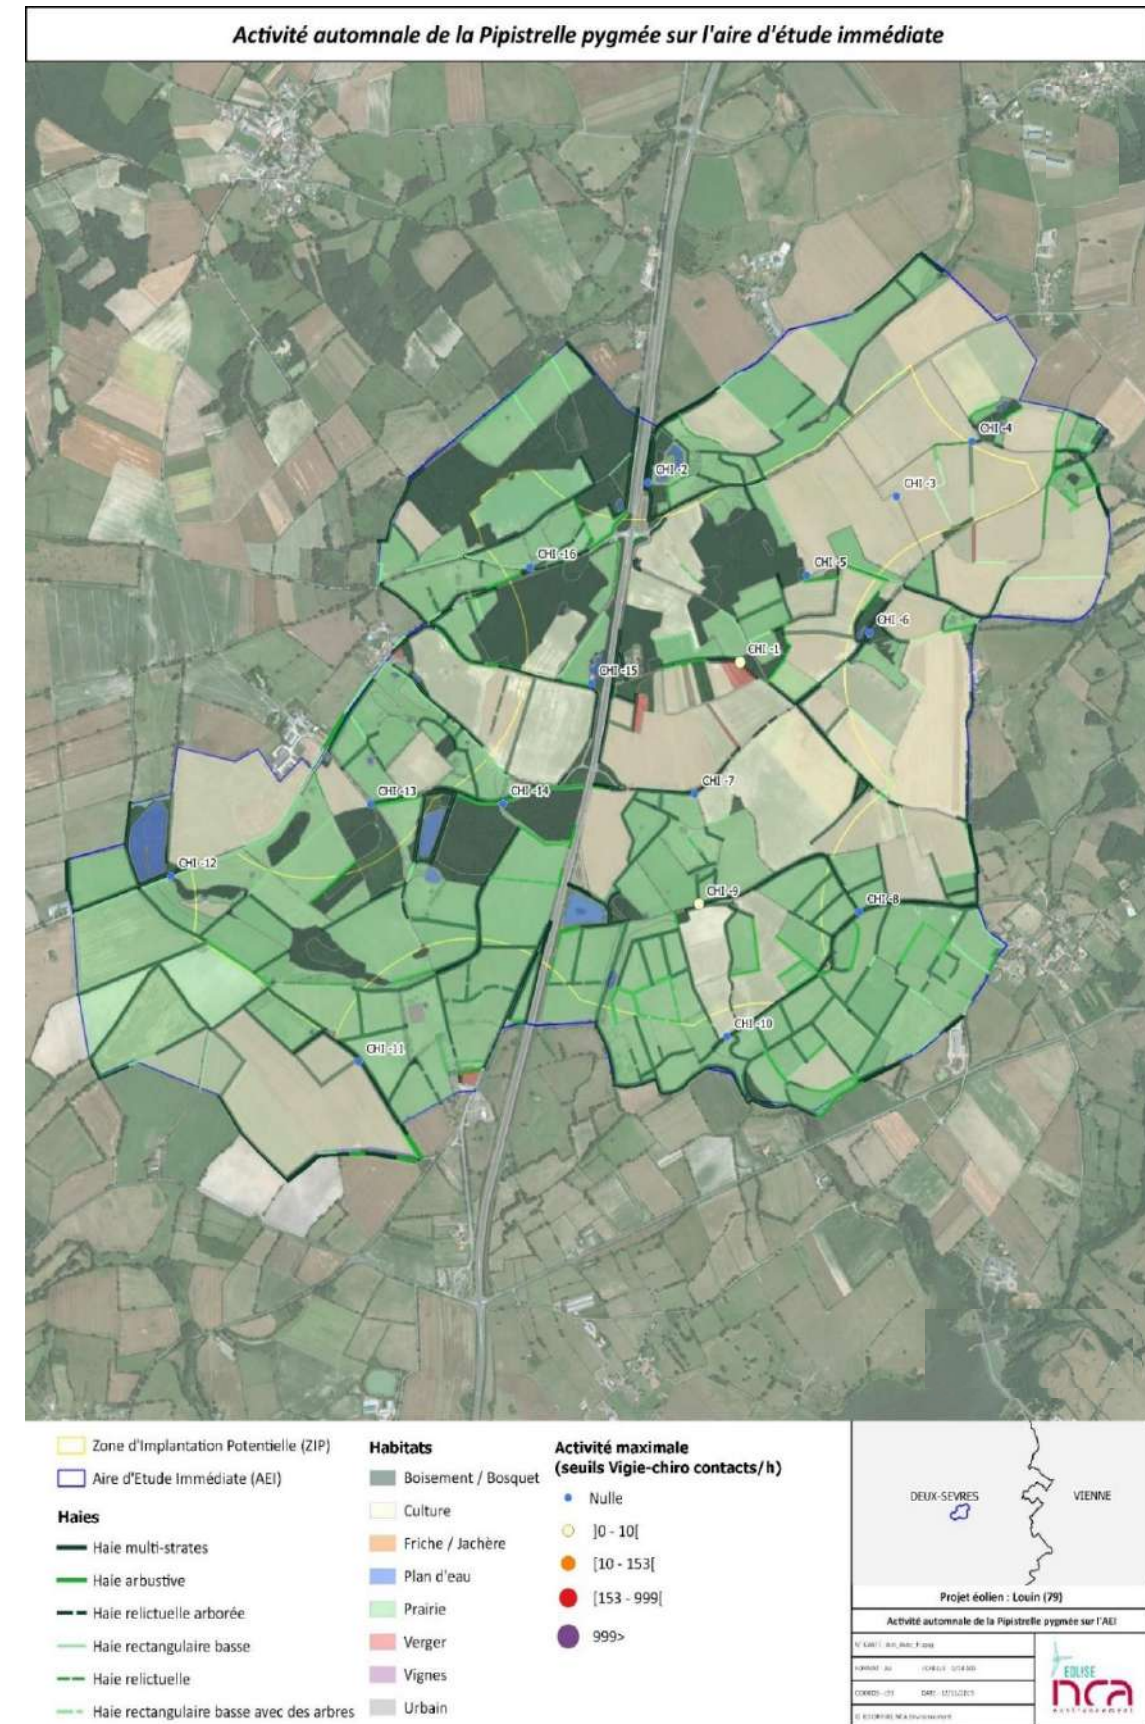 Activité automnale de la Pipistrelle pygmée sur l'aire d'étude immédiate
CHI -4
CHI -2
CHI -3
CHI -16
CHI -5
CHI -6
CHI -1
CHI -15
CHI -7
CHI -13
CHI -14
CHI -12
CHI -9
CHI -8
CHI -10
CHI -11
Zone d'Implantation Potentielle (ZIP)
Aire d'Etude Immédiate (AEI)
Haies
Haie multi-strates
Haie arbustive
Haie relictuelle arborée
Haie rectangulaire basse
Haie relictuelle
Haie rectangulaire basse avec des arbres
Habitats
Boisement / Bosquet
Culture
Friche / Jachère
Plan d'eau
Prairie
Verger
Vignes
Urbain
Activité maximale
(seuils Vigie-chiro contacts/h)
Nulle
]0 - 10[
[10 - 153[
[153 - 999[
999>
DEUX-SEVRES
VIENNE
Projet éolien : Louin (79)
Activité automnale de la Pipistrelle pygmée sur l'AEI
EOLISE
nca
environnement